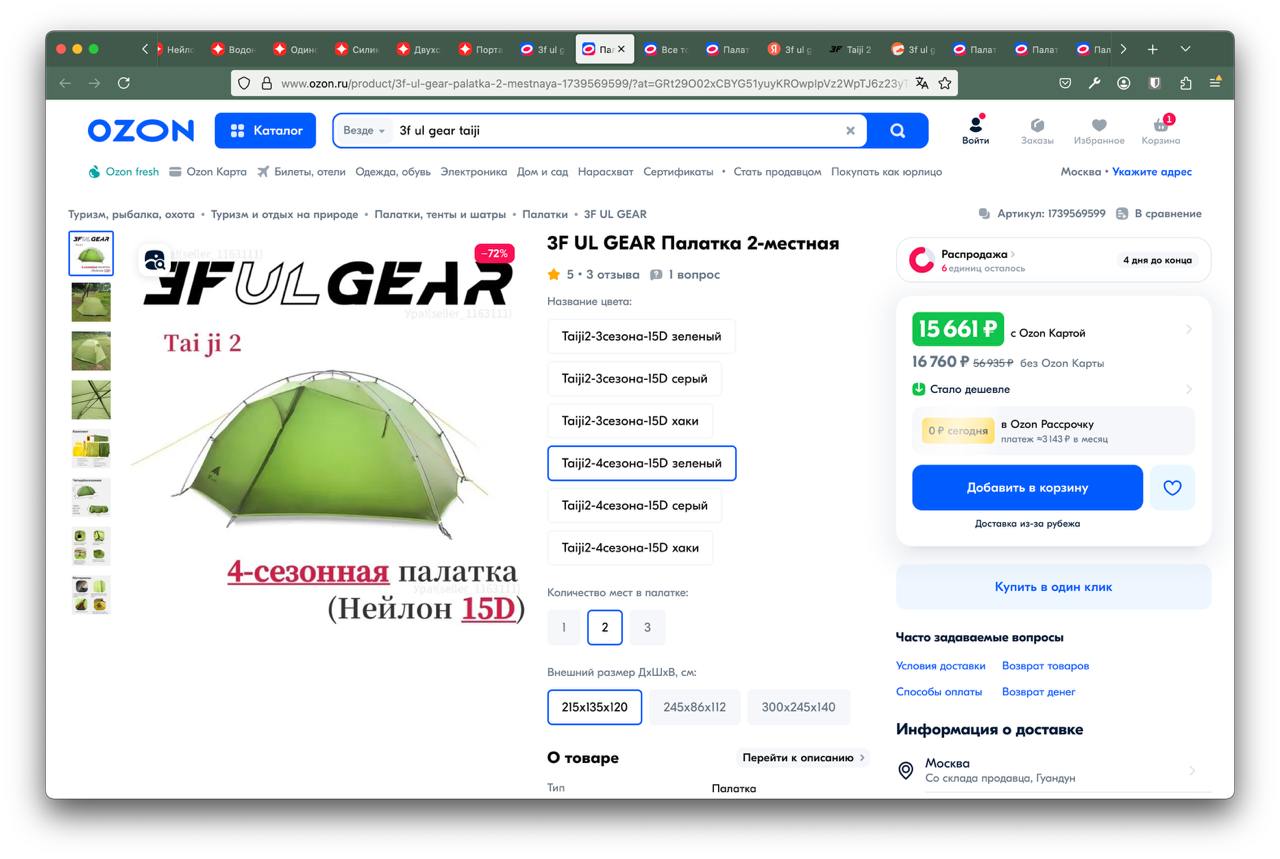 Нейл
Водон
Одино
Сили
Двухс
Порта
3f ul g
Пал
Все то
Палат
3f ul g
Taiji 2
3f ul g
Палат
Палат
Пал
www.ozon.ru/product/3f-ul-gear-palatka-2-mestnaya-1739569599/?at=GRt29O02xCBYG51yuyKROwplpVz2WpTJ6z23y
OZON
Каталог
Везде
3f ul gear taiji
Войти
Заказы
Избранное
1
Корзина
Ozon fresh
Ozon Карта
Билеты, отели
Одежда, обувь
Электроника
Дом и сад
Нарасхват
Сертификаты
•
Стать продавцом
Покупать как юрлицо
Москва • Укажите адрес
Туризм, рыбалка, охота • Туризм и отдых на природе • Палатки, тенты и шатры • Палатки • 3F UL GEAR
Артикул: 1739569599
В сравнение
−72%
3F UL GEAR
Ура!(seller_1163111)
Tai ji 2
4-сезонная палатка
(Нейлон 15D)
3F UL GEAR Палатка 2-местная
5 • 3 отзыва
1 вопрос
Название цвета:
Taiji2-3сезона-15D зеленый
Taiji2-3сезона-15D серый
Taiji2-3сезона-15D хаки
Taiji2-4сезона-15D зеленый
Taiji2-4сезона-15D серый
Taiji2-4сезона-15D хаки
Количество мест в палатке:
1
2
3
Внешний размер ДхШхВ, см:
215x135x120
245x86x112
300x245x140
О товаре
Перейти к описанию
Тип
Палатка
Распродажа
6 единиц осталось
4 дня до конца
15 661 ₽ с Ozon Картой
16 760 ₽ 56 935 ₽ без Ozon Карты
Стало дешевле
0 ₽ сегодня
в Ozon Рассрочку
платеж ≈3 143 ₽ в месяц
Добавить в корзину
Доставка из-за рубежа
Купить в один клик
Часто задаваемые вопросы
Условия доставки
Возврат товаров
Способы оплаты
Возврат денег
Информация о доставке
Москва
Со склада продавца, Гуандун